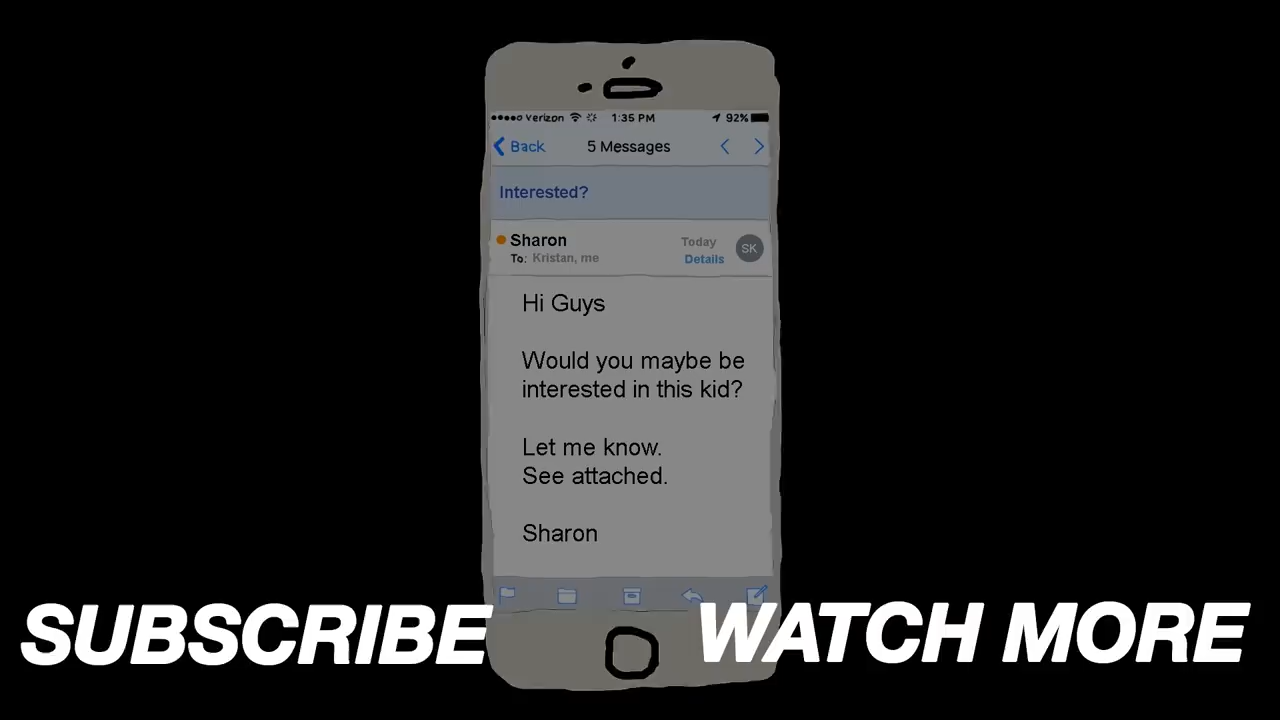 verizon 1:35 PM 92%
Back 5 Messages
Interested?
Sharon Today SK
To: Kristan, me Details
Hi Guys
Would you maybe be
interested in this kid?
Let me know.
See attached.
Sharon
SUBSCRIBE WATCH MORE